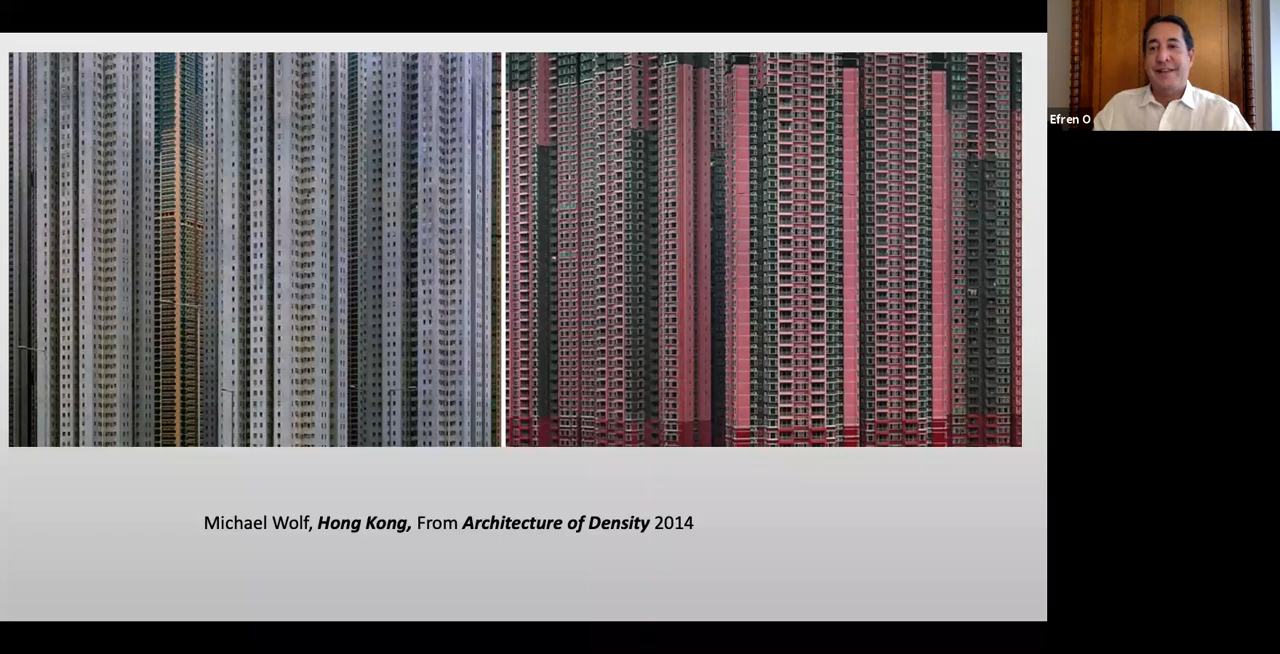 Efren O
Michael Wolf, Hong Kong, From Architecture of Density 2014